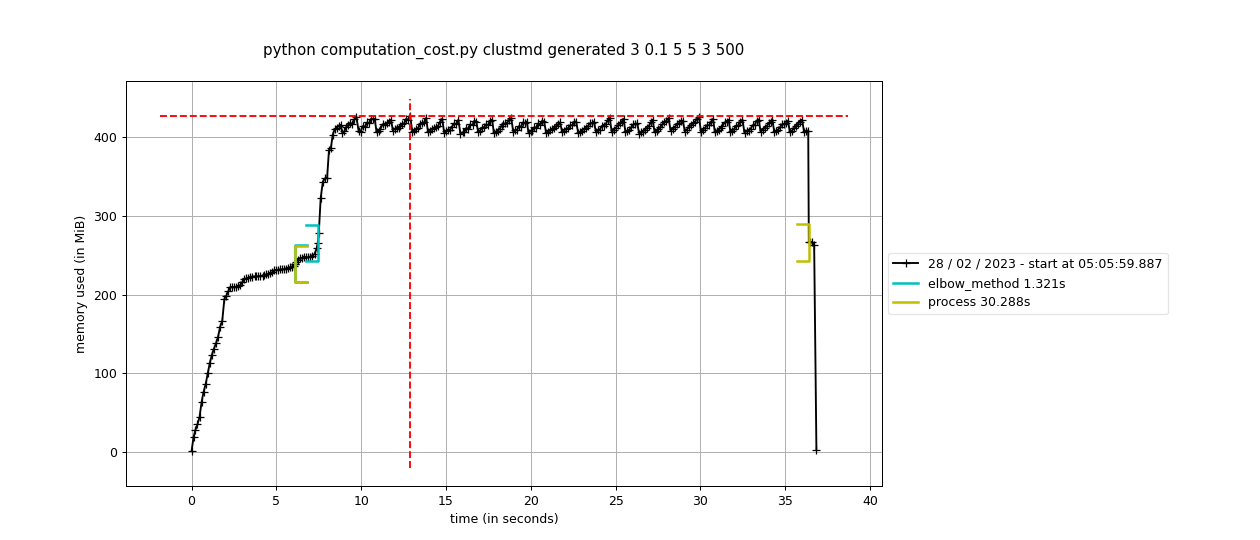 python computation_cost.py clustmd generated 3 0.1 5 5 3 500
memory used (in MiB)
400
300
200
100
0
0 5 10 15 20 25 30 35 40
time (in seconds)
28 / 02 / 2023 - start at 05:05:59.887
elbow_method 1.321s
process 30.288s